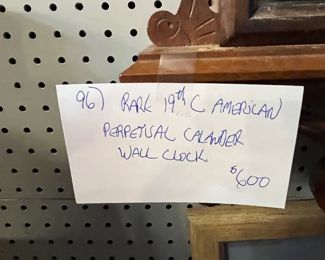 96) RARE 19th C AMERICAN
PERPETUAL CALANDER
WALL CLOCK
$600